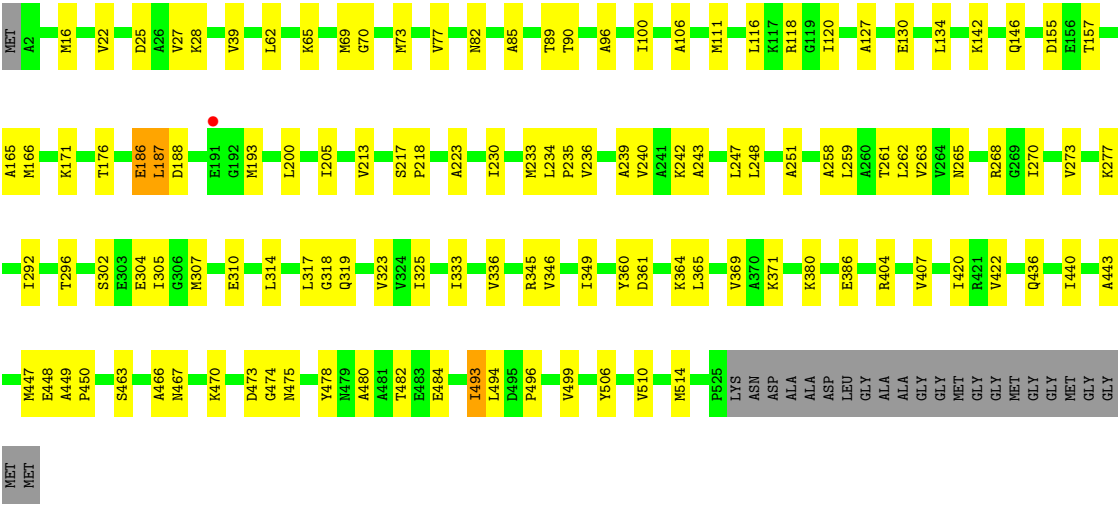 MET A2 M16 V22 D25 A26 V27 K28 V39 L62 K65 M69 G70 M73 V77 N82 A85 T89 T90 A96 I100 A106 M111 L116 K117 R118 G119 I120 A127 E130 L134 K142 Q146 D155 E156 T157
A165 M166 K171 T176 E186 L187 D188 E191 G192 M193 L200 I205 V213 S217 P218 A223 I230 M233 L234 P235 V236 A239 V240 A241 K242 A243 L247 L248 A251 A258 L259 A260 T261 L262 V263 V264 N265 R268 G269 I270 V273 K277
I292 T296 S302 E303 E304 I305 G306 M307 E310 L314 L317 G318 Q319 V323 V324 I325 I333 V336 R345 V346 I349 Y360 D361 K364 L365 V369 A370 K371 K380 E386 R404 V407 I420 R421 V422 Q436 I440 A443
M447 E448 A449 P450 S463 A466 N467 K470 D473 G474 N475 Y478 N479 A480 A481 T482 E483 E484 I493 L494 D495 P496 V499 Y506 V510 M514 P525 LYS ASN ASP ALA ALA ASP LEU GLY ALA ALA GLY GLY MET GLY GLY MET GLY GLY MET GLY GLY
MET MET